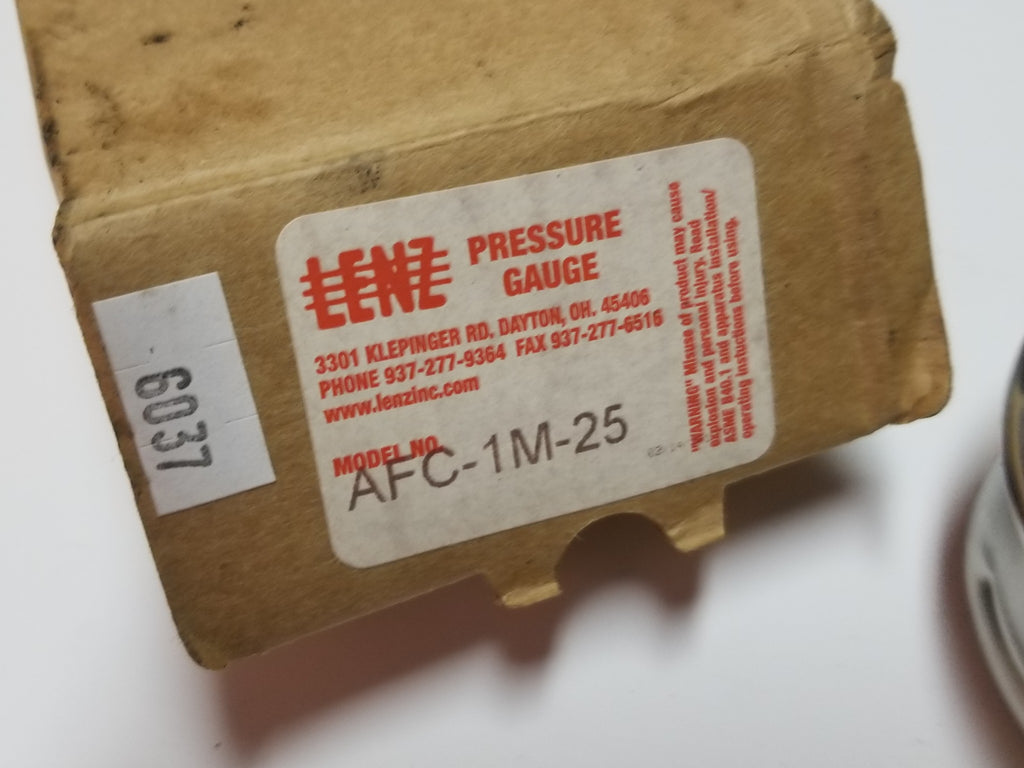 LENZ
PRESSURE
GAUGE
3301 KLEPINGER RD. DAYTON, OH. 45406
PHONE 937-277-9364 FAX 937-277-6516
www.lenzinc.com
MODEL NO.
AFC-1M-25
"WARNING" Misuse of product may cause
explosion and personal injury. Read
ASME B40.1 and apparatus installation/
operating instuctions before using.
6037